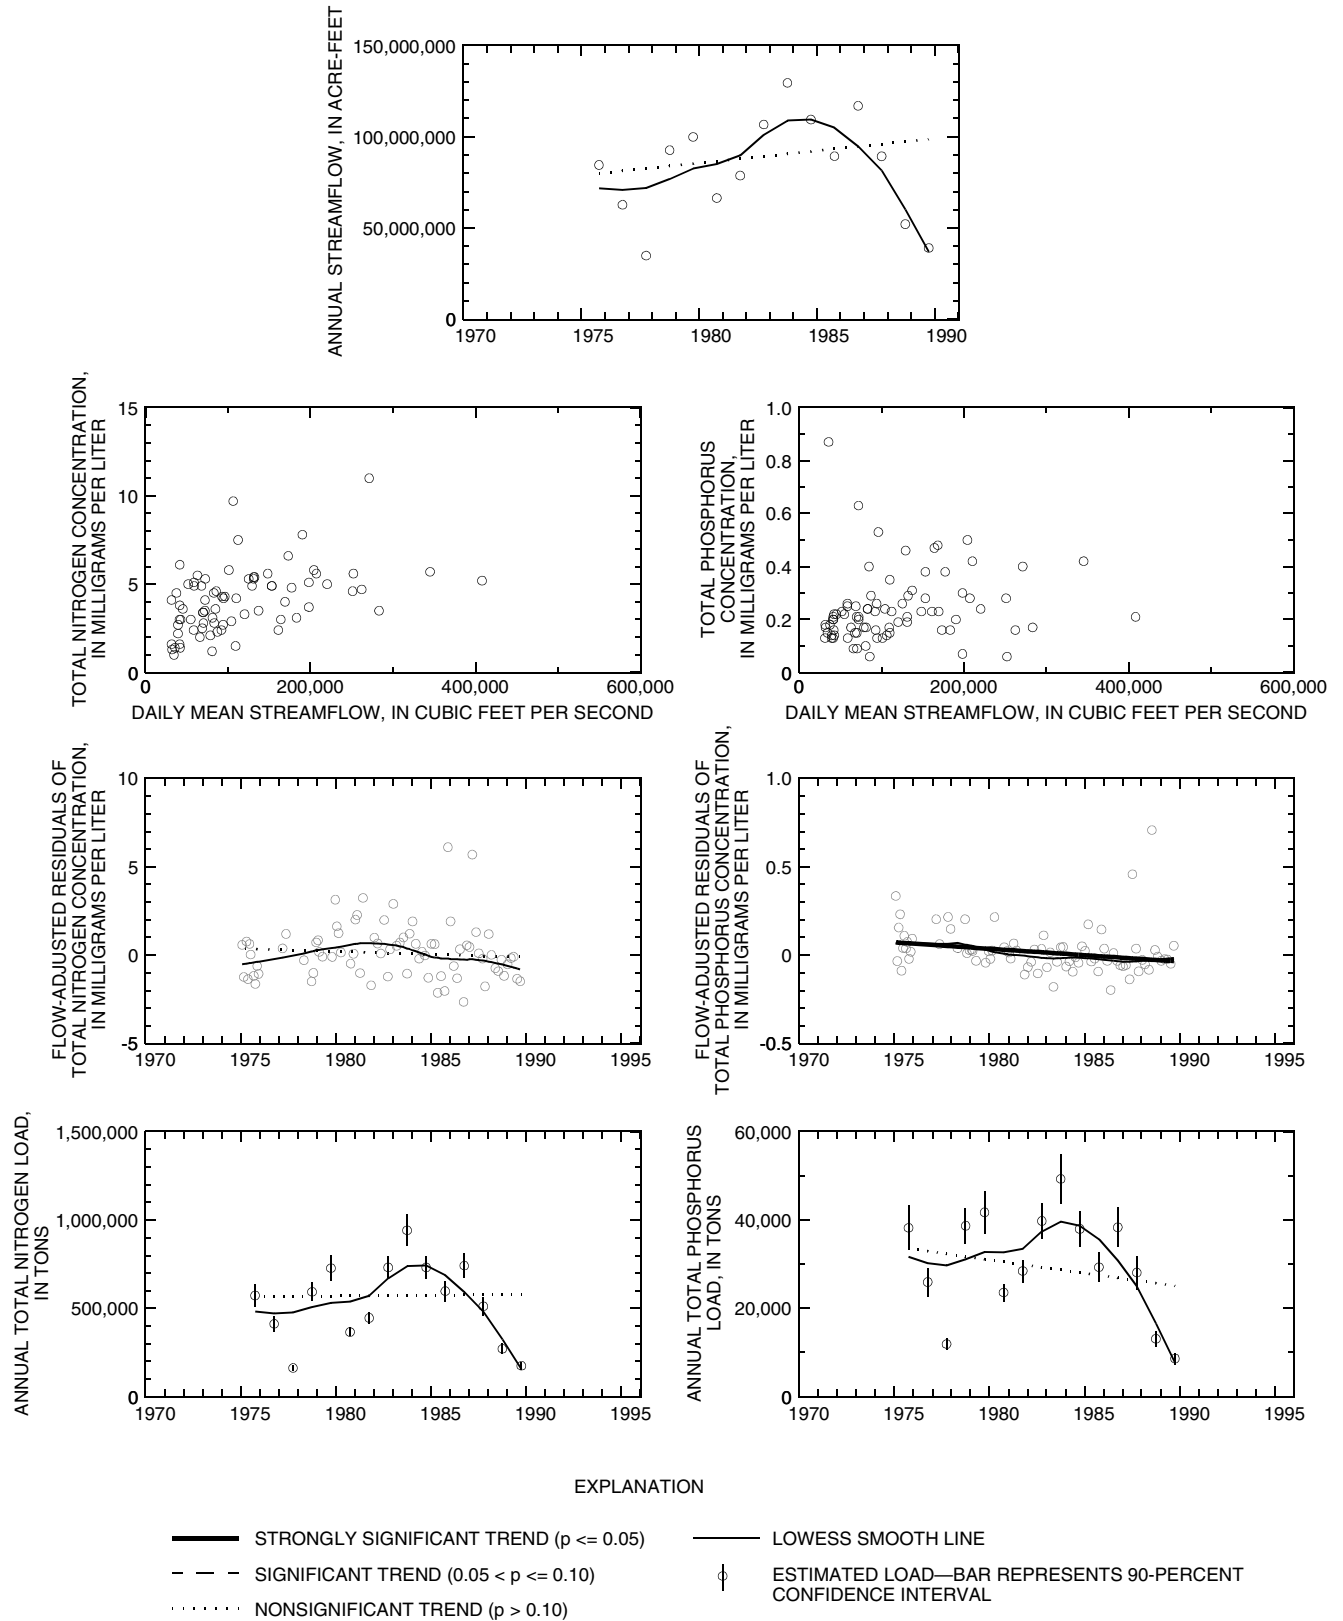 ANNUAL STREAMFLOW, IN ACRE-FEET
150,000,000
100,000,000
50,000,000
0
1970 1975 1980 1985 1990
TOTAL NITROGEN CONCENTRATION,
IN MILLIGRAMS PER LITER
15
10
5
0
0 200,000 400,000 600,000
DAILY MEAN STREAMFLOW, IN CUBIC FEET PER SECOND
TOTAL PHOSPHORUS
CONCENTRATION,
IN MILLIGRAMS PER LITER
1.0
0.8
0.6
0.4
0.2
0
0 200,000 400,000 600,000
DAILY MEAN STREAMFLOW, IN CUBIC FEET PER SECOND
FLOW-ADJUSTED RESIDUALS OF
TOTAL NITROGEN CONCENTRATION,
IN MILLIGRAMS PER LITER
10
5
0
-5
1970 1975 1980 1985 1990 1995
FLOW-ADJUSTED RESIDUALS OF
TOTAL PHOSPHORUS CONCENTRATION,
IN MILLIGRAMS PER LITER
1.0
0.5
0
-0.5
1970 1975 1980 1985 1990 1995
ANNUAL TOTAL NITROGEN LOAD,
IN TONS
1,500,000
1,000,000
500,000
0
1970 1975 1980 1985 1990 1995
ANNUAL TOTAL PHOSPHORUS
LOAD, IN TONS
60,000
40,000
20,000
0
1970 1975 1980 1985 1990 1995
EXPLANATION
STRONGLY SIGNIFICANT TREND (p <= 0.05)
SIGNIFICANT TREND (0.05 < p <= 0.10)
NONSIGNIFICANT TREND (p > 0.10)
LOWESS SMOOTH LINE
ESTIMATED LOAD—BAR REPRESENTS 90-PERCENT
CONFIDENCE INTERVAL